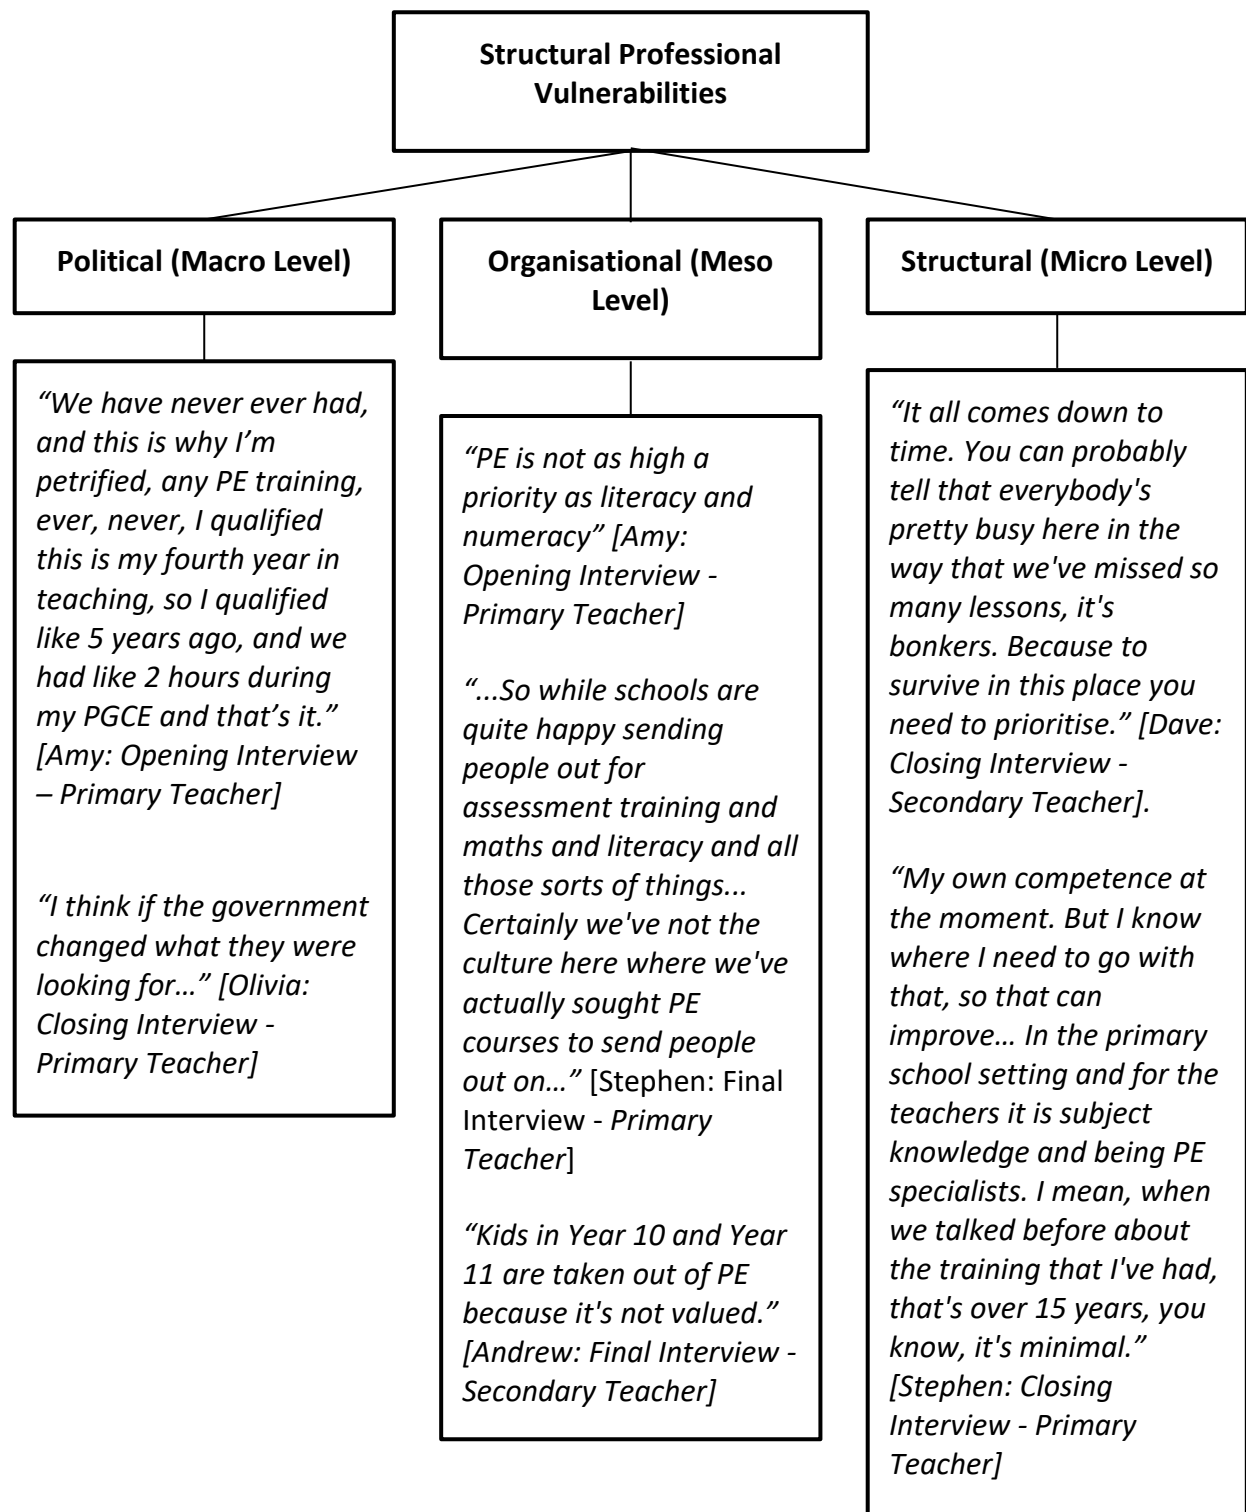 Structural Professional
Vulnerabilities
Political (Macro Level)
“We have never ever had,
and this is why I’m
petrified, any PE training,
ever, never, I qualified
this is my fourth year in
teaching, so I qualified
like 5 years ago, and we
had like 2 hours during
my PGCE and that’s it.”
[Amy: Opening Interview
– Primary Teacher]
“I think if the government
changed what they were
looking for…” [Olivia:
Closing Interview -
Primary Teacher]
Organisational (Meso
Level)
“PE is not as high a
priority as literacy and
numeracy” [Amy:
Opening Interview -
Primary Teacher]
“...So while schools are
quite happy sending
people out for
assessment training and
maths and literacy and all
those sorts of things...
Certainly we've not the
culture here where we've
actually sought PE
courses to send people
out on…” [Stephen: Final
Interview - Primary
Teacher]
“Kids in Year 10 and Year
11 are taken out of PE
because it's not valued.”
[Andrew: Final Interview -
Secondary Teacher]
Structural (Micro Level)
“It all comes down to
time. You can probably
tell that everybody's
pretty busy here in the
way that we've missed so
many lessons, it's
bonkers. Because to
survive in this place you
need to prioritise.” [Dave:
Closing Interview -
Secondary Teacher].
“My own competence at
the moment. But I know
where I need to go with
that, so that can
improve… In the primary
school setting and for the
teachers it is subject
knowledge and being PE
specialists. I mean, when
we talked before about
the training that I've had,
that's over 15 years, you
know, it's minimal.”
[Stephen: Closing
Interview - Primary
Teacher]